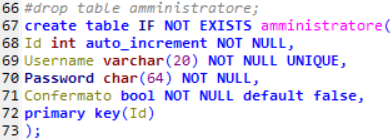 66 #drop table amministratore;
67 create table IF NOT EXISTS amministratore(
68 Id int auto_increment NOT NULL,
69 Username varchar(20) NOT NULL UNIQUE,
70 Password char(64) NOT NULL,
71 Confermato bool NOT NULL default false,
72 primary key(Id)
73 );